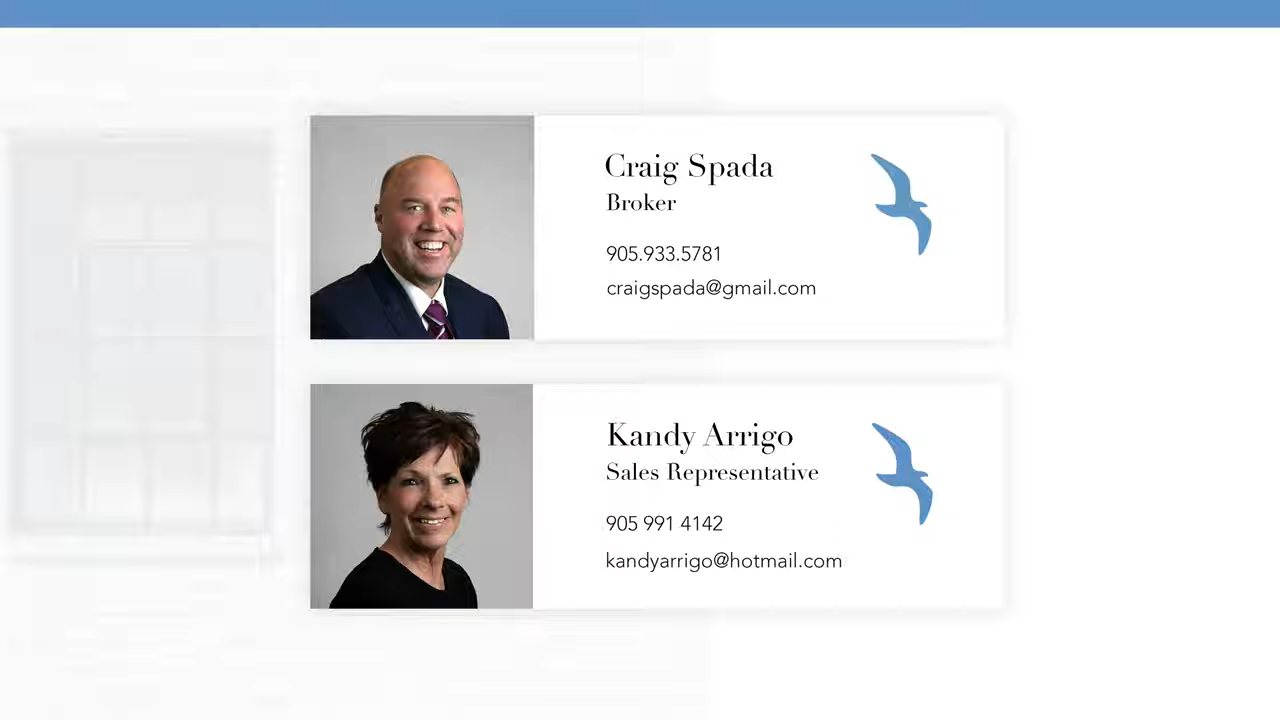 Craig Spada
Broker
905.933.5781
craigspada@gmail.com
Kandy Arrigo
Sales Representative
905 991 4142
kandyarrigo@hotmail.com